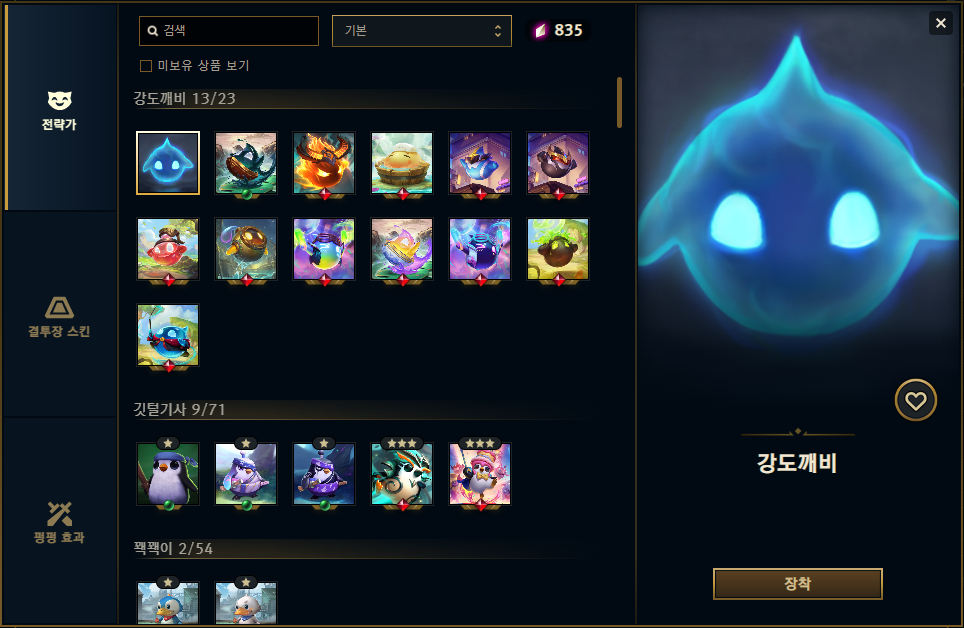 검색
기본
835
미보유 상품 보기
전략가
결투장 스킨
펑펑 효과
강도깨비 13/23
깃털기사 9/71
꽥꽥이 2/54
강도깨비
장착